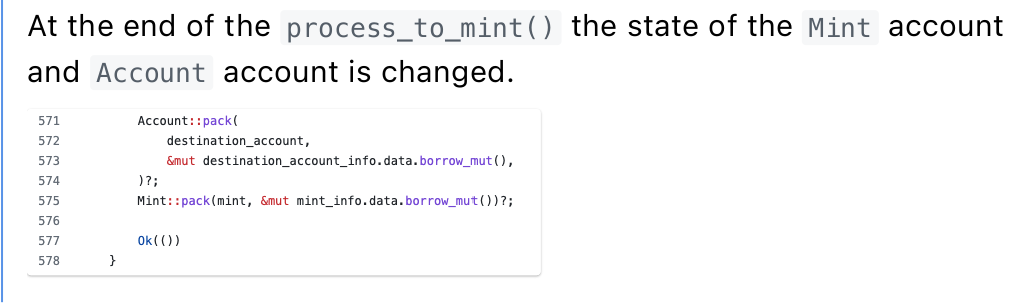 At the end of the process_to_mint() the state of the Mint account
and Account account is changed.
571 Account::pack(
572 destination_account,
573 &mut destination_account_info.data.borrow_mut(),
574 )?;
575 Mint::pack(mint, &mut mint_info.data.borrow_mut())?;
576
577 Ok(())
578 }